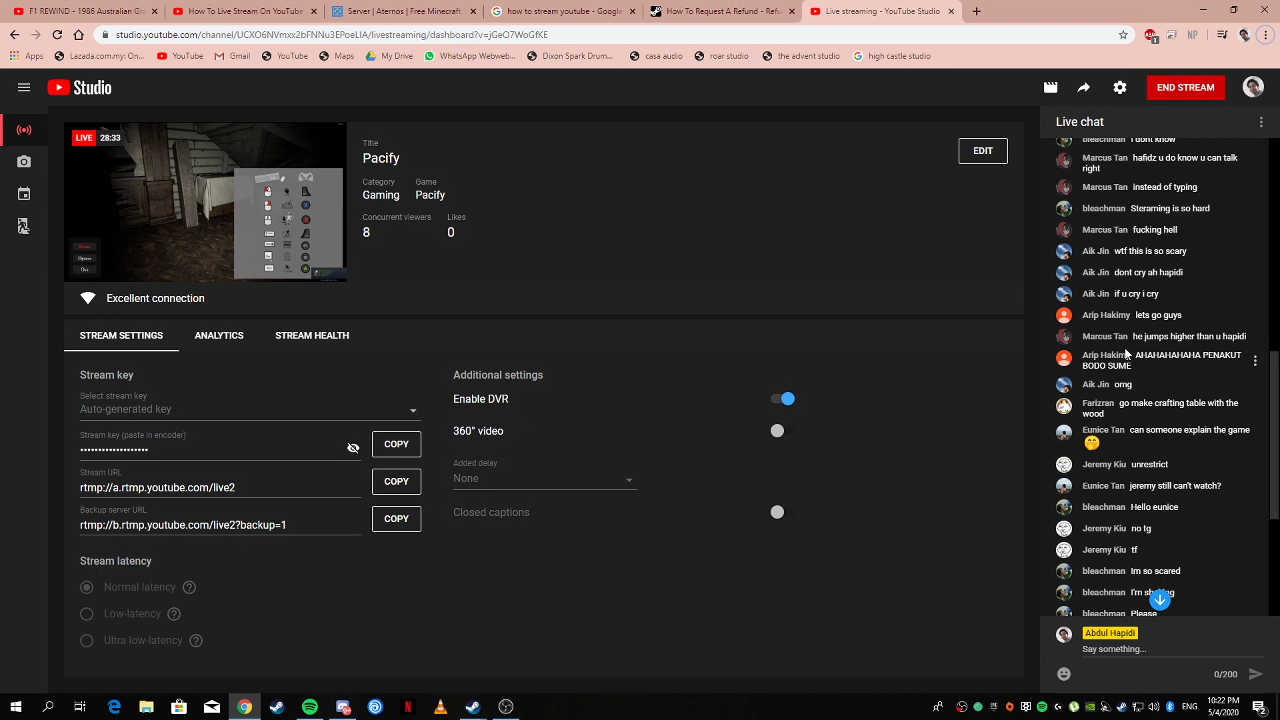 F1 REWIND - 1986 Australian Gr
How To Live Stream On YouTube
Server | Aternos | Free Minecraft
how to stream youtube - Google
How To Request A Refund - Refu
Live streaming - YouTube Studio
studio.youtube.com/channel/UCXO6NVmxx2bFNNu3EPoeLIA/livestreaming/dashboard?v=jGeO7WoGfKE
Apps
Lazada.com.my: On...
YouTube
Gmail
YouTube
Maps
My Drive
WhatsApp Webweb...
Dixon Spark Drum...
casa audio
roar studio
the advent studio
high castle studio
Studio
END STREAM
LIVE 28:33
Title
Pacify
EDIT
Category Game
Gaming Pacify
Concurrent viewers Likes
8 0
Excellent connection
STREAM SETTINGS ANALYTICS STREAM HEALTH
Stream key
Select stream key
Auto-generated key
Stream key (paste in encoder)
••••••••••••••••••
COPY
Stream URL
rtmp://a.rtmp.youtube.com/live2
COPY
Backup server URL
rtmp://b.rtmp.youtube.com/live2?backup=1
COPY
Stream latency
Normal latency
Low-latency
Ultra low-latency
Additional settings
Enable DVR
360° video
Added delay
None
Closed captions
Live chat
bleachman I dont know
Marcus Tan hafidz u do know u can talk
right
Marcus Tan instead of typing
bleachman Steraming is so hard
Marcus Tan fucking hell
Aik Jin wtf this is so scary
Aik Jin dont cry ah hapidi
Aik Jin if u cry i cry
Arip Hakimy lets go guys
Marcus Tan he jumps higher than u hapidi
Arip Hakimy AHAHAHAHAHA PENAKUT
BODO SUME
Aik Jin omg
Farizran go make crafting table with the
wood
Eunice Tan can someone explain the game
🤭
Jeremy Kiu unrestrict
Eunice Tan jeremy still can't watch?
bleachman Hello eunice
Jeremy Kiu no tg
Jeremy Kiu tf
bleachman Im so scared
bleachman I'm
bleachman Please
Abdul Hapidi
Say something...
0/200
ENG
10:22 PM
5/4/2020